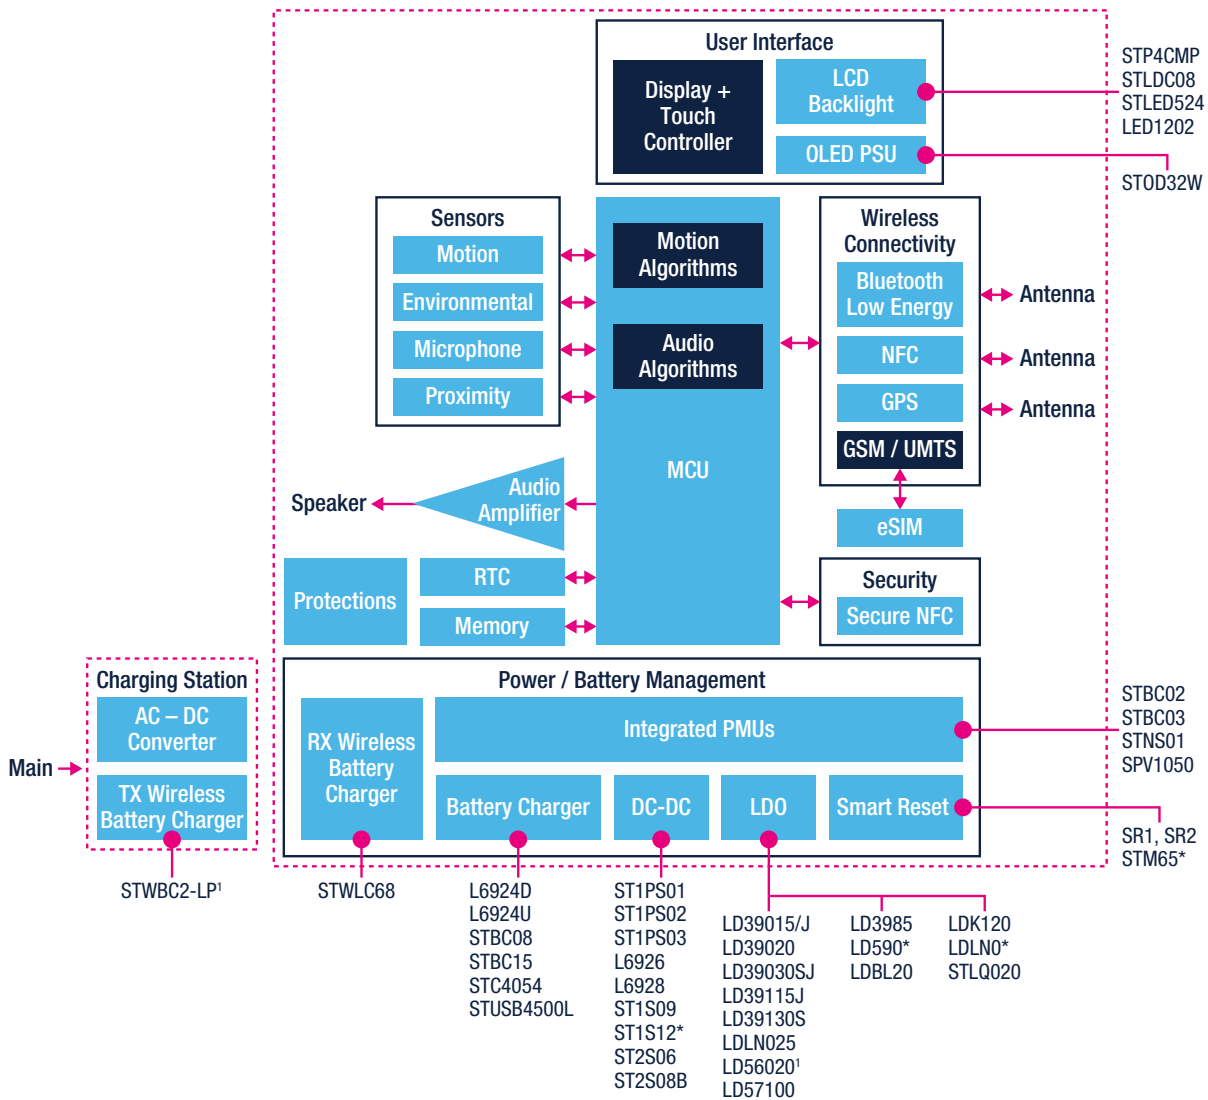 User Interface
Display +
Touch
Controller
LCD
Backlight
OLED PSU
STP4CMP
STLDC08
STLED524
LED1202
STOD32W
Sensors
Motion
Environmental
Microphone
Proximity
Motion
Algorithms
Audio
Algorithms
MCU
Wireless
Connectivity
Bluetooth
Low Energy
NFC
GPS
GSM / UMTS
Antenna
Antenna
Antenna
eSIM
Speaker
Audio
Amplifier
Protections
RTC
Memory
Security
Secure NFC
Main
Charging Station
AC – DC
Converter
TX Wireless
Battery Charger
STWBC2-LP¹
Power / Battery Management
RX Wireless
Battery
Charger
Integrated PMUs
Battery Charger
DC-DC
LDO
Smart Reset
STBC02
STBC03
STNS01
SPV1050
SR1, SR2
STM65*
STWLC68
L6924D
L6924U
STBC08
STBC15
STC4054
STUSB4500L
ST1PS01
ST1PS02
ST1PS03
L6926
L6928
ST1S09
ST1S12*
ST2S06
ST2S08B
LD39015/J
LD39020
LD39030SJ
LD39115J
LD39130S
LDLN025
LD56020¹
LD57100
LD3985
LD590*
LDBL20
LDK120
LDLN0*
STLQ020